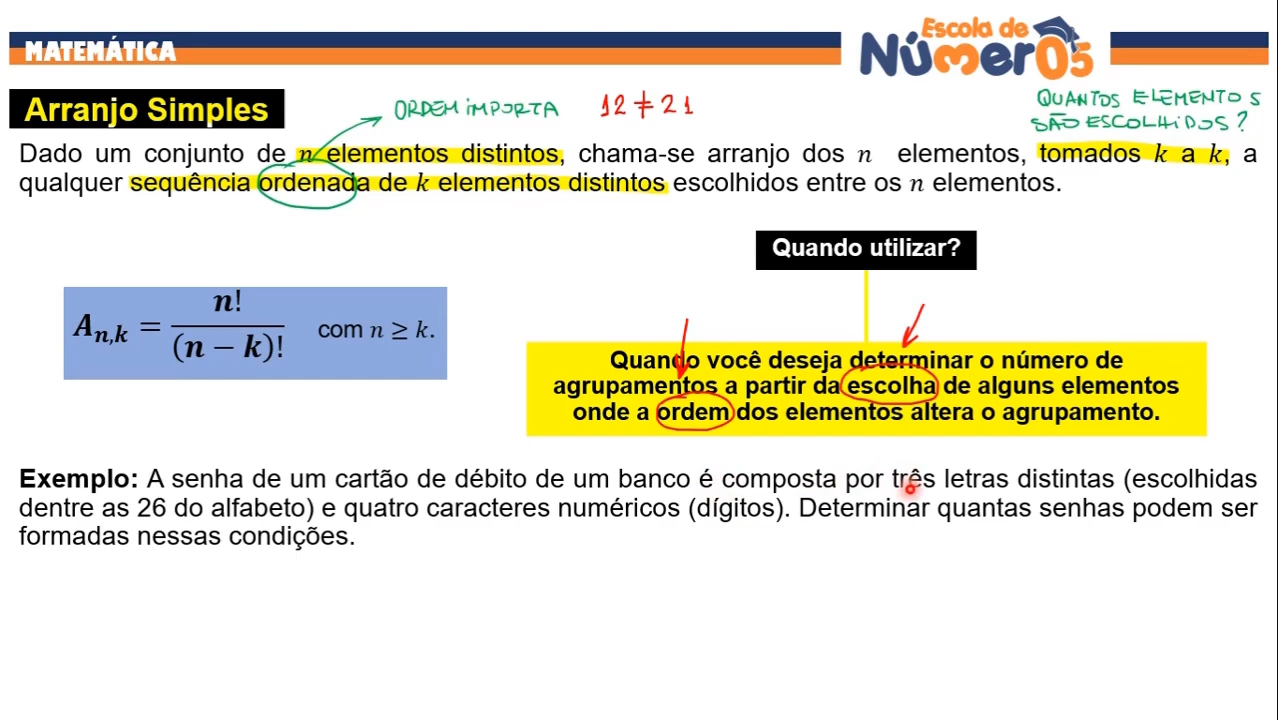 MATEMÁTICA
Escola de
Número5
Arranjo Simples
ORDEM IMPORTA
12 ≠ 21
QUANTOS ELEMENTOS
SÃO ESCOLHIDOS?
Dado um conjunto de n elementos distintos, chama-se arranjo dos n elementos, tomados k a k, a
qualquer sequência ordenada de k elementos distintos escolhidos entre os n elementos.
Quando utilizar?
A_{n,k} = n!/(n − k)! com n ≥ k.
Quando você deseja determinar o número de
agrupamentos a partir da escolha de alguns elementos
onde a ordem dos elementos altera o agrupamento.
Exemplo: A senha de um cartão de débito de um banco é composta por três letras distintas (escolhidas
dentre as 26 do alfabeto) e quatro caracteres numéricos (dígitos). Determinar quantas senhas podem ser
formadas nessas condições.